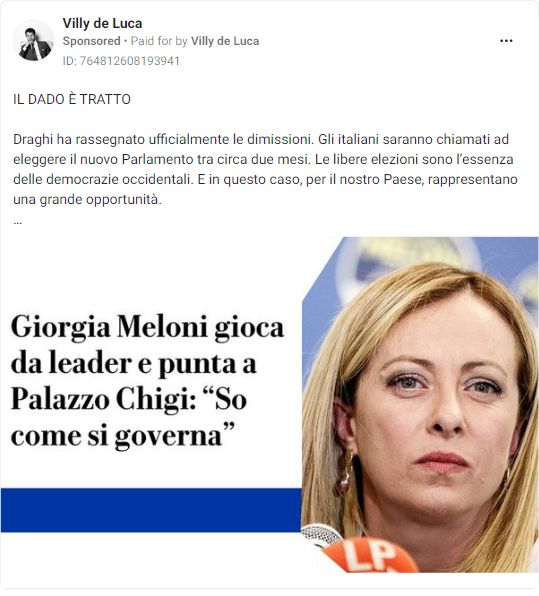 Villy de Luca
Sponsored • Paid for by Villy de Luca
ID: 764812608193941
IL DADO È TRATTO
Draghi ha rassegnato ufficialmente le dimissioni. Gli italiani saranno chiamati ad
eleggere il nuovo Parlamento tra circa due mesi. Le libere elezioni sono l'essenza
delle democrazie occidentali. E in questo caso, per il nostro Paese, rappresentano
una grande opportunità.
...
Giorgia Meloni gioca
da leader e punta a
Palazzo Chigi: “So
come si governa”
LP